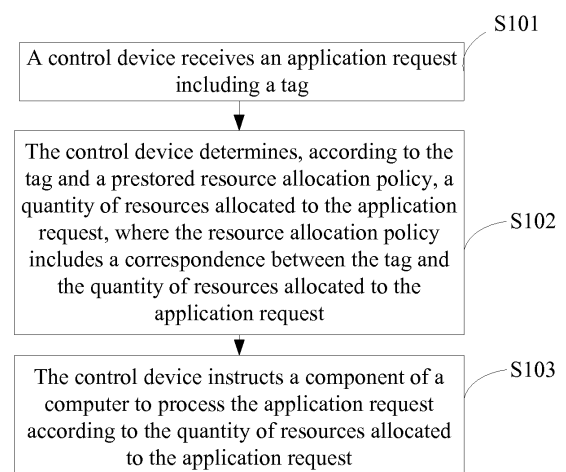 S101
A control device receives an application request
including a tag
The control device determines, according to the
tag and a prestored resource allocation policy, a
quantity of resources allocated to the application
request, where the resource allocation policy
includes a correspondence between the tag and
the quantity of resources allocated to the
application request
S102
The control device instructs a component of a
computer to process the application request
according to the quantity of resources allocated
to the application request
S103